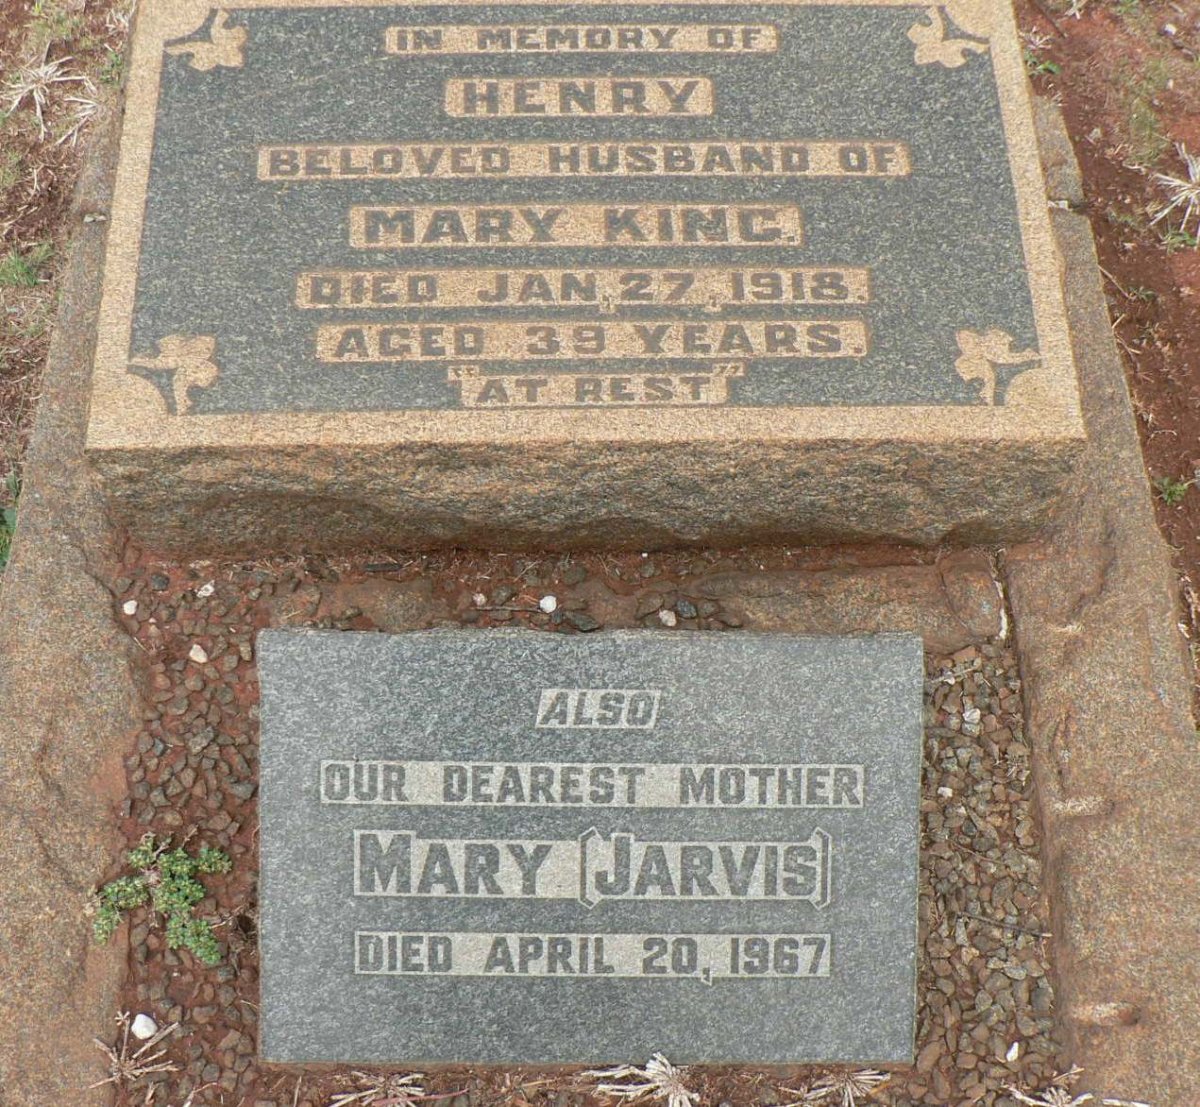 IN MEMORY OF
HENRY
BELOVED HUSBAND OF
MARY KING.
DIED JAN, 27, 1918.
AGED 39 YEARS.
"AT REST"
ALSO
OUR DEAREST MOTHER
MARY (JARVIS)
DIED APRIL 20, 1967